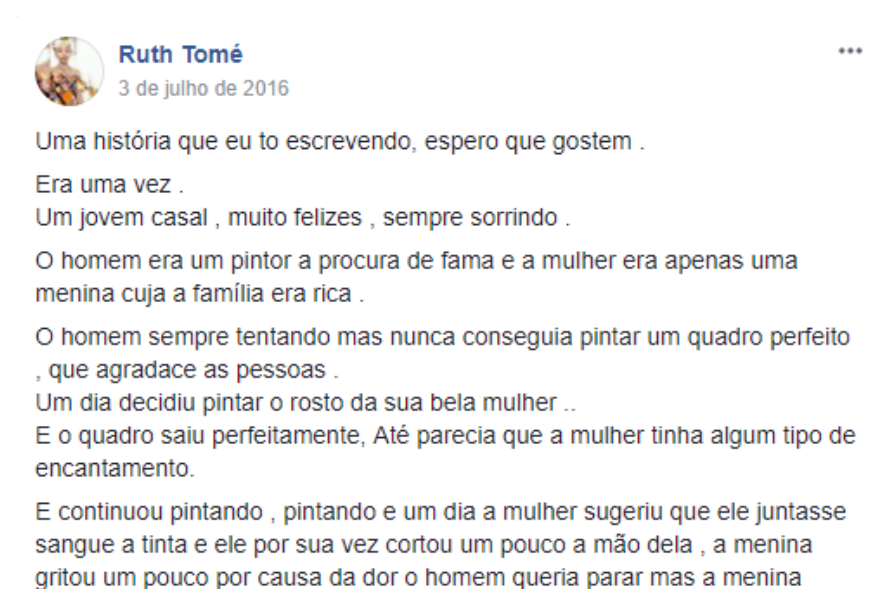 Ruth Tomé
3 de julho de 2016
Uma história que eu to escrevendo, espero que gostem .
Era uma vez .
Um jovem casal , muito felizes , sempre sorrindo .
O homem era um pintor a procura de fama e a mulher era apenas uma
menina cuja a família era rica .
O homem sempre tentando mas nunca conseguia pintar um quadro perfeito
, que agradace as pessoas .
Um dia decidiu pintar o rosto da sua bela mulher ..
E o quadro saiu perfeitamente, Até parecia que a mulher tinha algum tipo de
encantamento.
E continuou pintando , pintando e um dia a mulher sugeriu que ele juntasse
sangue a tinta e ele por sua vez cortou um pouco a mão dela , a menina
gritou um pouco por causa da dor o homem queria parar mas a menina